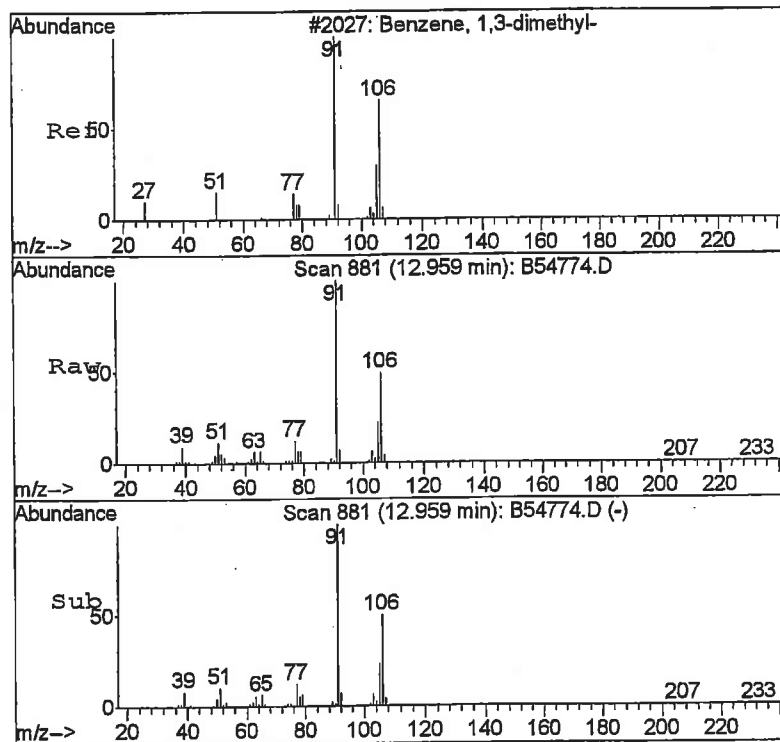 Abundance #2027: Benzene, 1,3-dimethyl-
91
106
Ref
50
27 51 77
0
m/z--> 20 40 60 80 100 120 140 160 180 200 220
Abundance Scan 881 (12.959 min): B54774.D
91
106
Raw
50
39 51 63 77
207 233
0
m/z--> 20 40 60 80 100 120 140 160 180 200 220
Abundance Scan 881 (12.959 min): B54774.D (-)
91
106
Sub
50
39 51 65 77
207 233
0
m/z--> 20 40 60 80 100 120 140 160 180 200 220